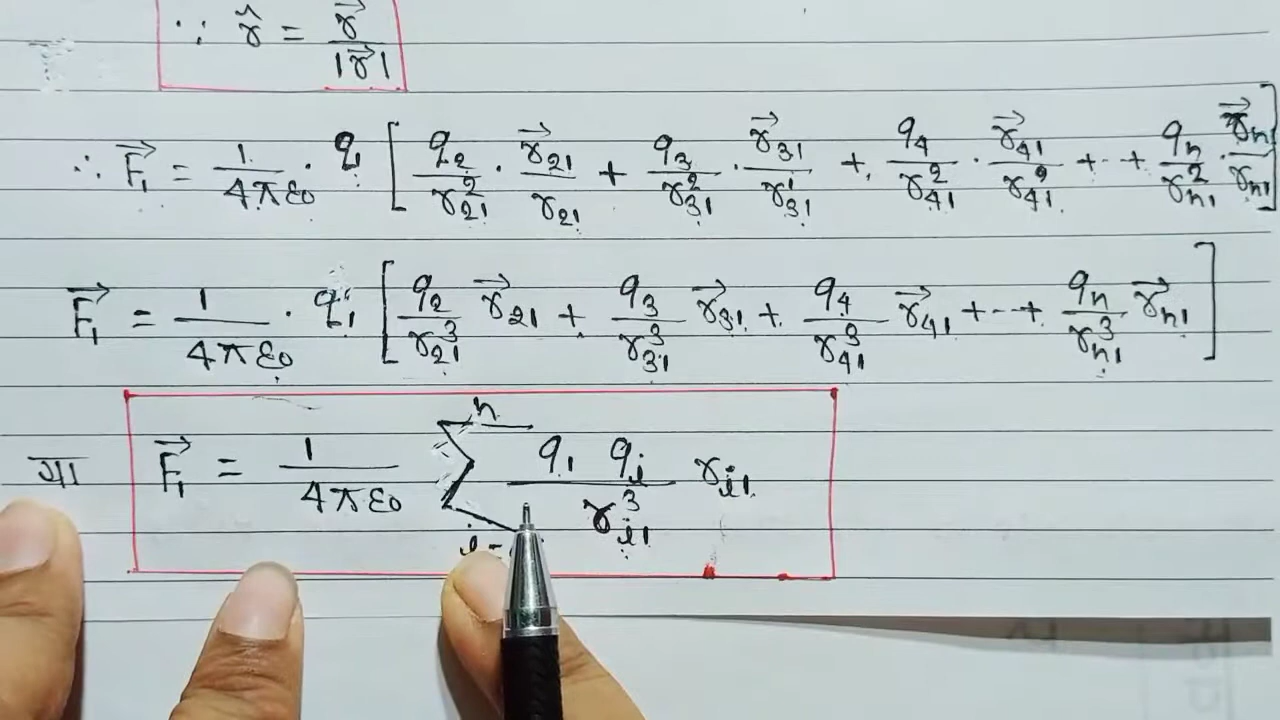 ∵ r̂ = r⃗ / |r⃗|
∴ F⃗₁ = 1/4πε₀ · q₁ [ q₂/r₂₁² · r⃗₂₁/r₂₁ + q₃/r₃₁² · r⃗₃₁/r₃₁ + q₄/r₄₁² · r⃗₄₁/r₄₁ + ··· + qₙ/rₙ₁² · r⃗ₙ₁/rₙ₁ ]
F⃗₁ = 1/4πε₀ · q₁ [ q₂/r₂₁³ r⃗₂₁ + q₃/r₃₁³ r⃗₃₁ + q₄/r₄₁³ r⃗₄₁ + ··· + qₙ/rₙ₁³ r⃗ₙ₁ ]
या F⃗₁ = 1/4πε₀ Σⁿ i= q₁ qᵢ / rᵢ₁³ rᵢ₁